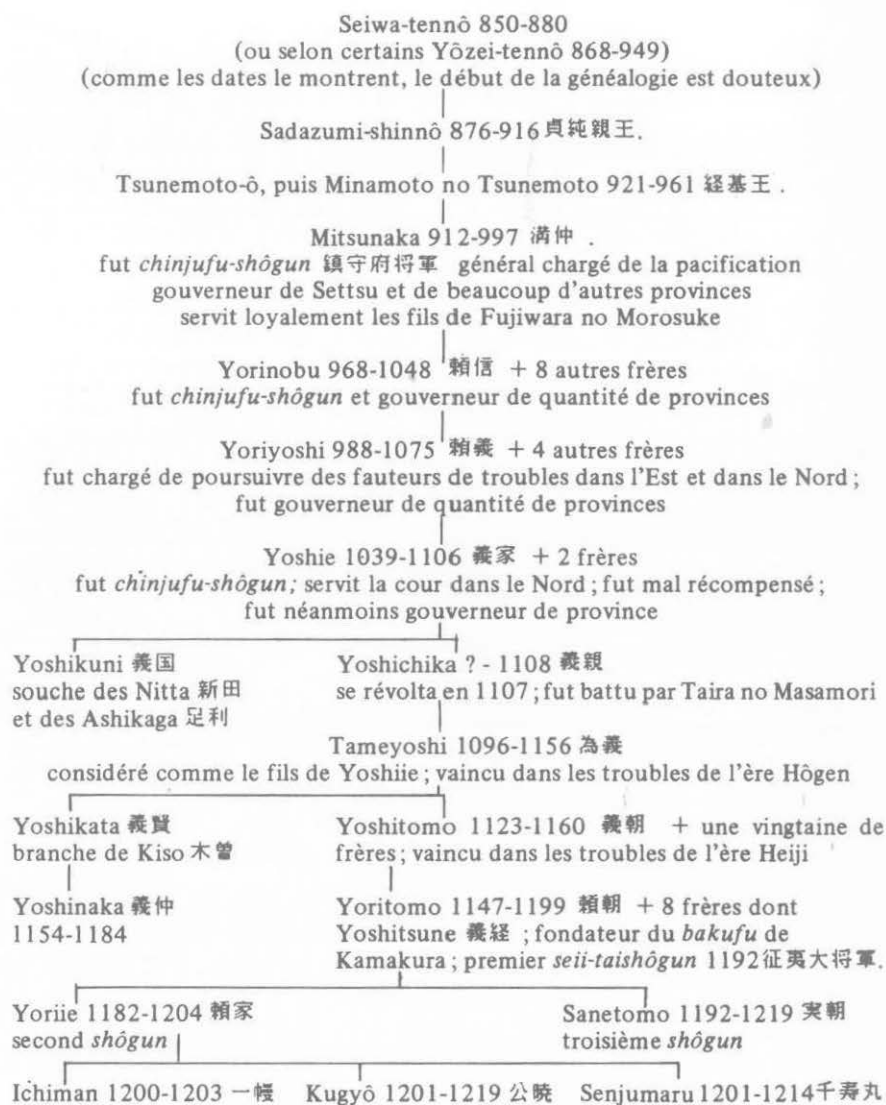 Seiwa-tennô 850-880
(ou selon certains Yôzei-tennô 868-949)
(comme les dates le montrent, le début de la généalogie est douteux)
Sadazumi-shinnô 876-916 貞純親王.
Tsunemoto-ô, puis Minamoto no Tsunemoto 921-961 経基王 .
Mitsunaka 912-997 満仲 .
fut chinjufu-shôgun 鎮守府将軍 général chargé de la pacification
gouverneur de Settsu et de beaucoup d'autres provinces
servit loyalement les fils de Fujiwara no Morosuke
Yorinobu 968-1048 頼信 + 8 autres frères
fut chinjufu-shôgun et gouverneur de quantité de provinces
Yoriyoshi 988-1075 頼義 + 4 autres frères
fut chargé de poursuivre des fauteurs de troubles dans l'Est et dans le Nord ;
fut gouverneur de quantité de provinces
Yoshie 1039-1106 義家 + 2 frères
fut chinjufu-shôgun; servit la cour dans le Nord ; fut mal récompensé ;
fut néanmoins gouverneur de province
Yoshikuni 義国
souche des Nitta 新田
et des Ashikaga 足利
Yoshichika ? - 1108 義親
se révolta en 1107 ; fut battu par Taira no Masamori
Tameyoshi 1096-1156 為義
considéré comme le fils de Yoshiie ; vaincu dans les troubles de l'ère Hôgen
Yoshikata 義賢
branche de Kiso 木曽
Yoshitomo 1123-1160 義朝 + une vingtaine de
frères ; vaincu dans les troubles de l'ère Heiji
Yoshinaka 義仲
1154-1184
Yoritomo 1147-1199 頼朝 + 8 frères dont
Yoshitsune 義経 ; fondateur du bakufu de
Kamakura ; premier seii-taishôgun 1192征夷大将軍.
Yoriie 1182-1204 頼家
second shôgun
Sanetomo 1192-1219 実朝
troisième shôgun
Ichiman 1200-1203 一幡 Kugyô 1201-1219 公暁 Senjumaru 1201-1214千寿丸